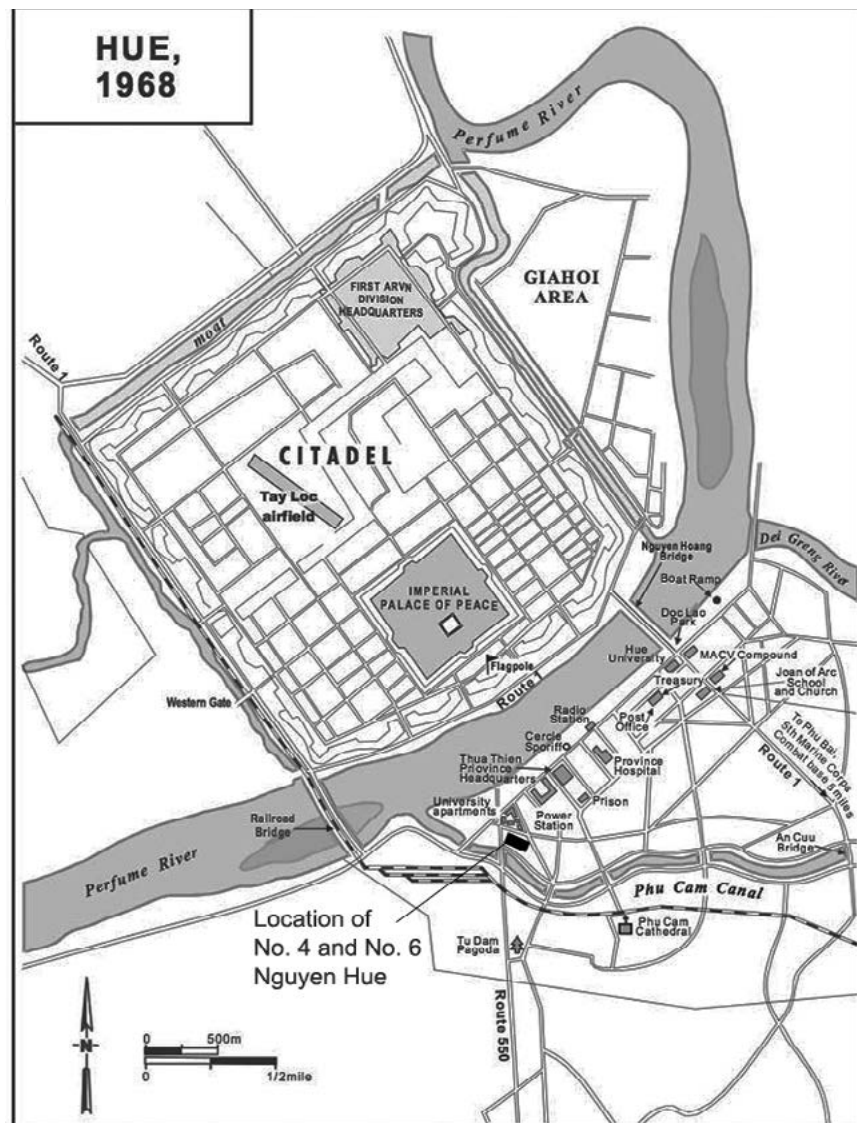 HUE,
1968
Perfume River
GIAHOI
AREA
FIRST ARVN
DIVISION
HEADQUARTERS
moat
Route 1
CITADEL
Tay Loc
airfield
IMPERIAL
PALACE OF PEACE
Flagpole
Route 1
Western Gate
Nguyen Hoang
Bridge
Boat Ramp
Dei Greng River
Doc Lao
Park
Hue
University
MACV Compound
Treasury
Joan of Arc
School
and Church
Post
Office
Radio
Station
Cercle
Sporiff
Province
Hospital
To Phu Bai,
5th Marine Corps
Combat base 5 miles
Route 1
Thua Thien
Priovince
Headquarters
Prison
Power
Station
University
apartments
Railroad
Bridge
An Cuu
Bridge
Perfume River
Phu Cam Canal
Location of
No. 4 and No. 6
Nguyen Hue
Phu Cam
Cathedral
Tu Dam
Pagoda
Route 550
N
0 500m
0 1/2mile